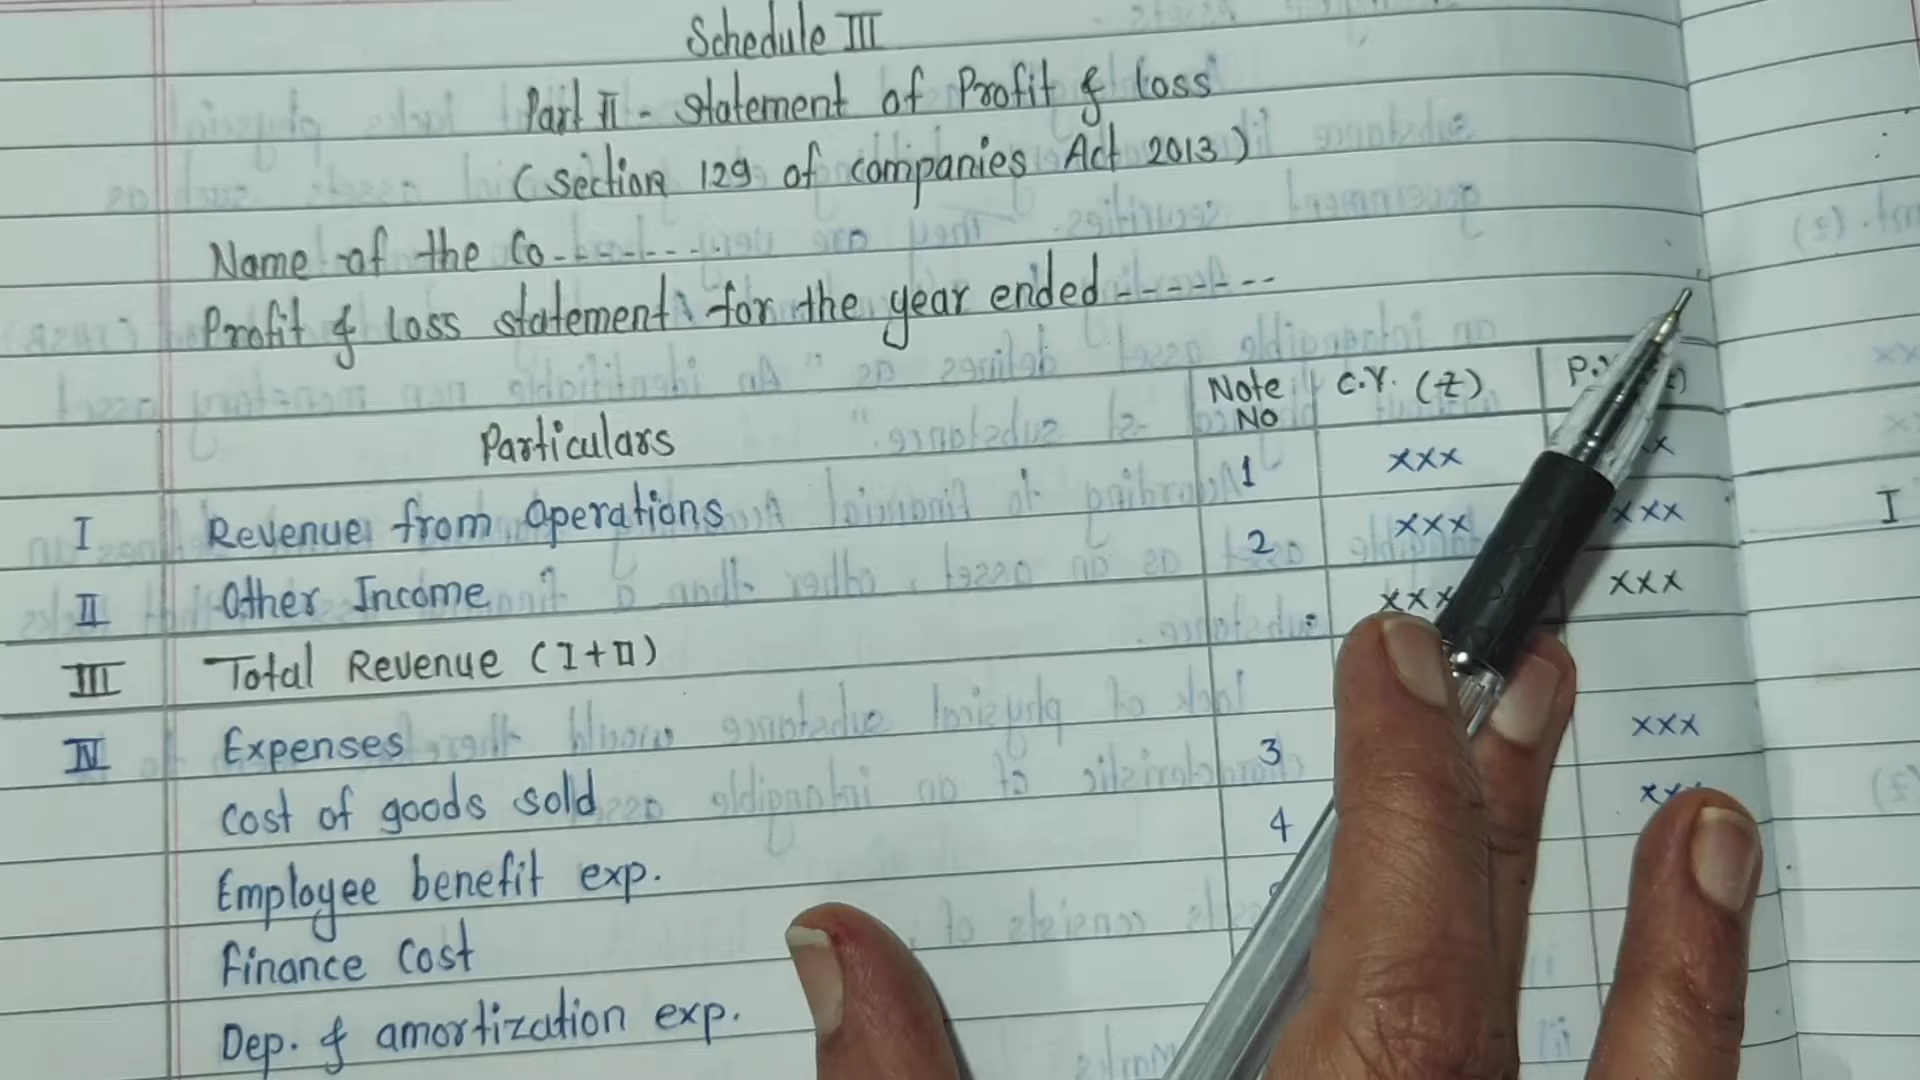 Schedule III
Part II - Statement of Profit & Loss
(Section 129 of Companies Act 2013)
Name of the Co.---------
Profit & Loss statement for the year ended -------
Particulars Note No C.Y. (₹) P.Y.
I Revenue from Operations 1 xxx
II Other Income 2 xxx xxx
III Total Revenue (I+II) xxx xxx
IV Expenses
Cost of goods sold 3 xxx
Employee benefit exp. 4
Finance Cost
Dep. & amortization exp.
I